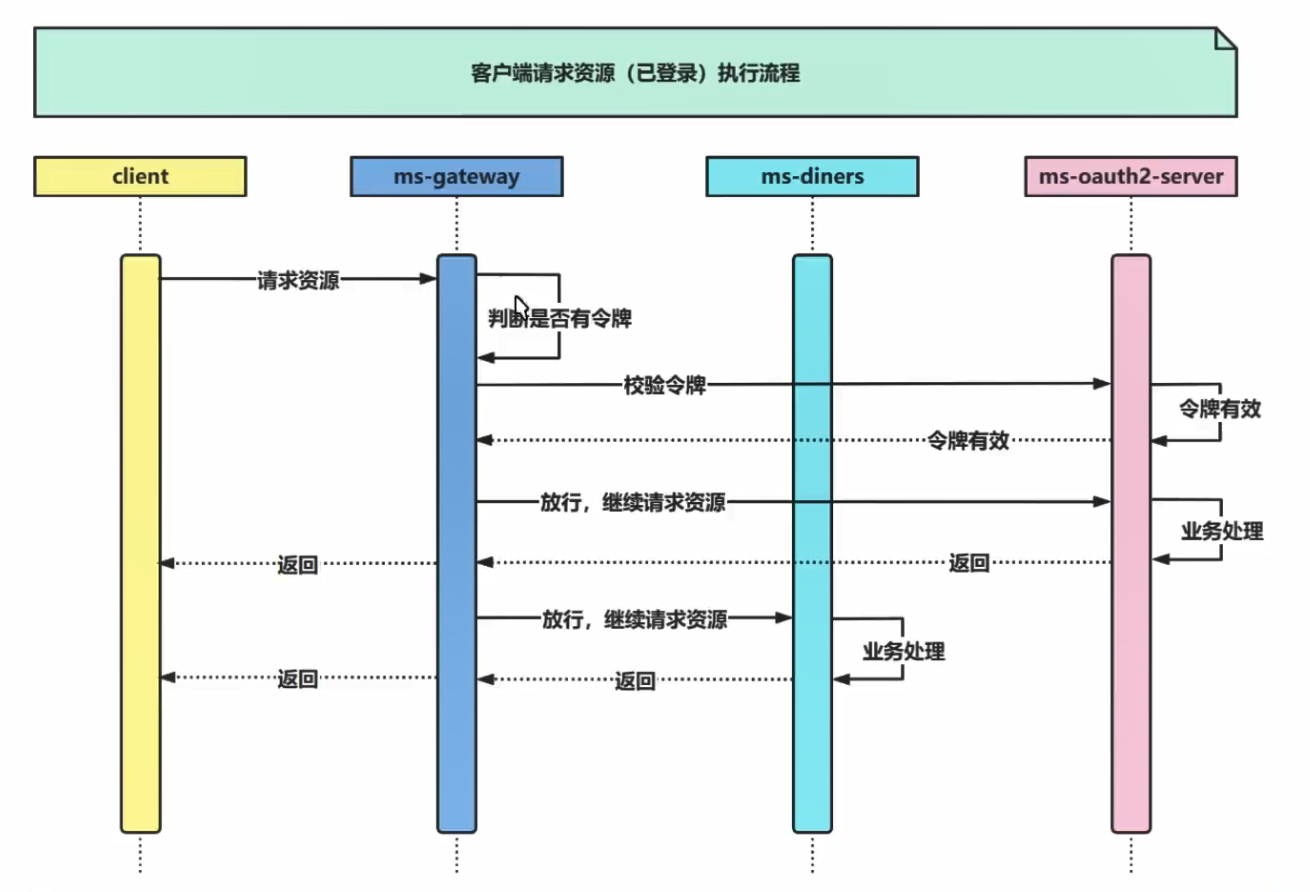 客户端请求资源（已登录）执行流程
client
ms-gateway
ms-diners
ms-oauth2-server
请求资源
判断是否有令牌
校验令牌
令牌有效
令牌有效
放行，继续请求资源
业务处理
返回
返回
放行，继续请求资源
业务处理
返回
返回